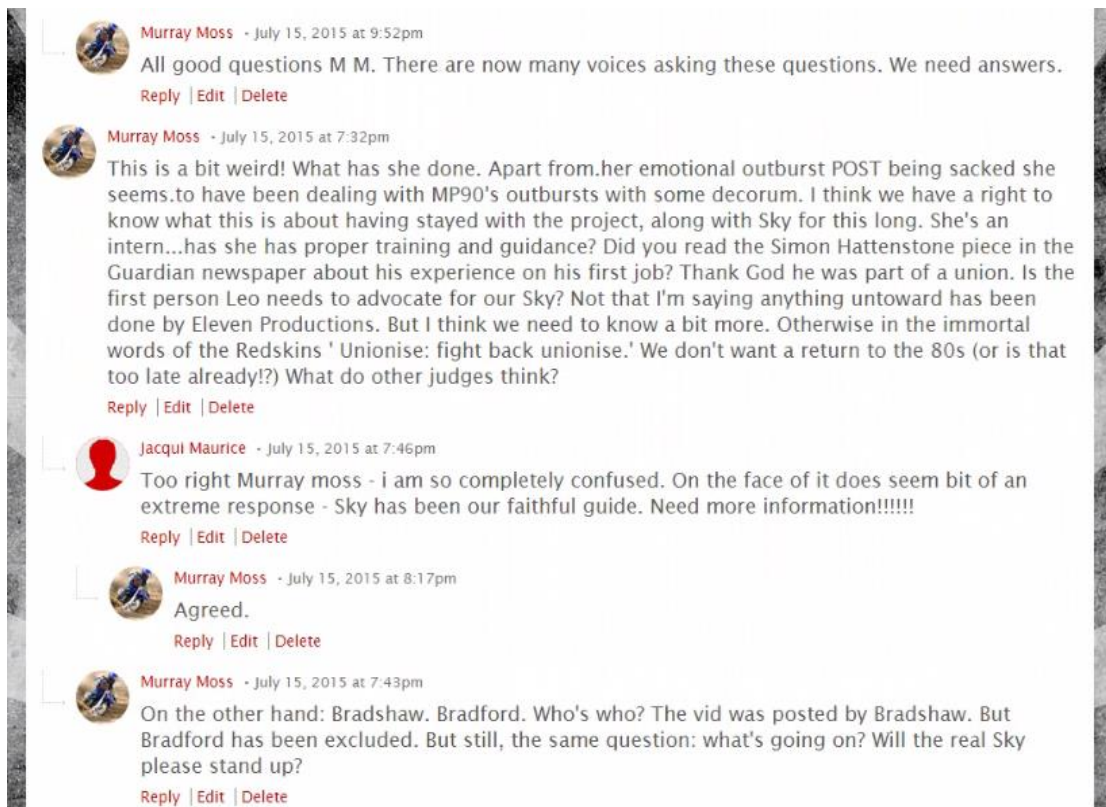 Murray Moss • July 15, 2015 at 9:52pm
All good questions M M. There are now many voices asking these questions. We need answers.
Reply | Edit | Delete
Murray Moss • July 15, 2015 at 7:32pm
This is a bit weird! What has she done. Apart from.her emotional outburst POST being sacked she
seems.to have been dealing with MP90's outbursts with some decorum. I think we have a right to
know what this is about having stayed with the project, along with Sky for this long. She's an
intern...has she has proper training and guidance? Did you read the Simon Hattenstone piece in the
Guardian newspaper about his experience on his first job? Thank God he was part of a union. Is the
first person Leo needs to advocate for our Sky? Not that I'm saying anything untoward has been
done by Eleven Productions. But I think we need to know a bit more. Otherwise in the immortal
words of the Redskins ' Unionise: fight back unionise.' We don't want a return to the 80s (or is that
too late already!?) What do other judges think?
Reply | Edit | Delete
Jacqui Maurice • July 15, 2015 at 7:46pm
Too right Murray moss - i am so completely confused. On the face of it does seem bit of an
extreme response - Sky has been our faithful guide. Need more information!!!!!!
Reply | Edit | Delete
Murray Moss • July 15, 2015 at 8:17pm
Agreed.
Reply | Edit | Delete
Murray Moss • July 15, 2015 at 7:43pm
On the other hand: Bradshaw. Bradford. Who's who? The vid was posted by Bradshaw. But
Bradford has been excluded. But still, the same question: what's going on? Will the real Sky
please stand up?
Reply | Edit | Delete